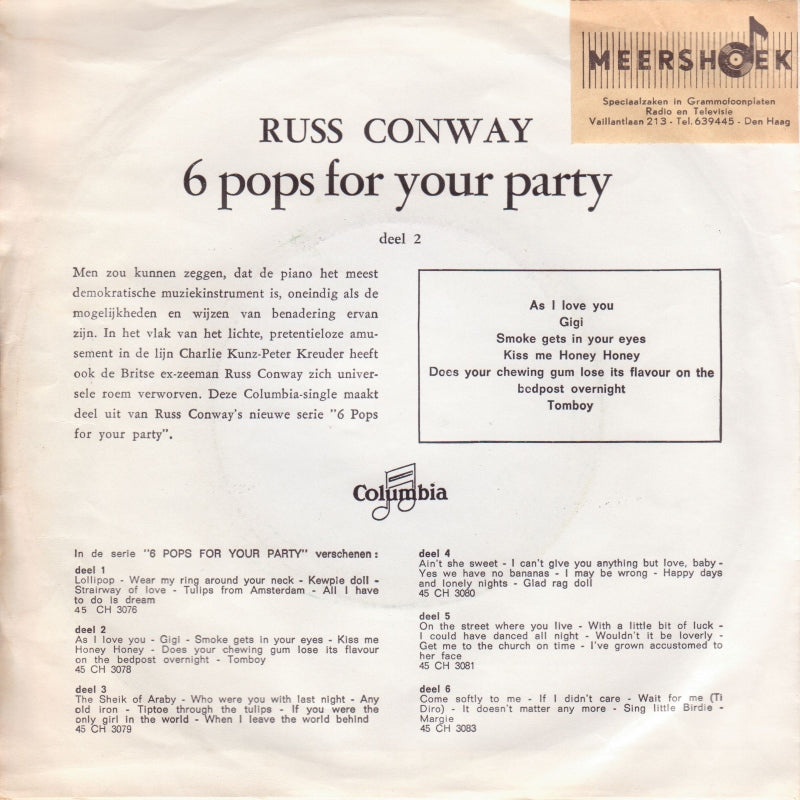 MEERSHOEK
Speciaalzaken in Grammofoonplaten
Radio en Televisie
Vaillantlaan 213 - Tel. 639445 - Den Haag
RUSS CONWAY
6 pops for your party
deel 2
Men zou kunnen zeggen, dat de piano het meest
demokratische muziekinstrument is, oneindig als de
mogelijkheden en wijzen van benadering ervan
zijn. In het vlak van het lichte, pretentieloze amu-
sement in de lijn Charlie Kunz-Peter Kreuder heeft
ook de Britse ex-zeeman Russ Conway zich univer-
sele roem verworven. Deze Columbia-single maakt
deel uit van Russ Conway's nieuwe serie "6 Pops
for your party".
As I love you
Gigi
Smoke gets in your eyes
Kiss me Honey Honey
Does your chewing gum lose its flavour on the
bedpost overnight
Tomboy
Columbia
In de serie "6 POPS FOR YOUR PARTY" verschenen:
deel 1
Lollipop - Wear my ring around your neck - Kewpie doll -
Strairway of love - Tulips from Amsterdam - All I have
to do is dream
45 CH 3076
deel 2
As I love you - Gigi - Smoke gets in your eyes - Kiss me
Honey Honey - Does your chewing gum lose its flavour
on the bedpost overnight - Tomboy
45 CH 3078
deel 3
The Sheik of Araby - Who were you with last night - Any
old iron - Tiptoe through the tulips - If you were the
only girl in the world - When I leave the world behind
45 CH 3079
deel 4
Ain't she sweet - I can't give you anything but love, baby -
Yes we have no bananas - I may be wrong - Happy days
and lonely nights - Glad rag doll
45 CH 3080
deel 5
On the street where you live - With a little bit of luck -
I could have danced all night - Wouldn't it be loverly -
Get me to the church on time - I've grown accustomed to
her face
45 CH 3081
deel 6
Come softly to me - If I didn't care - Wait for me (Ti
Diro) - It doesn't matter any more - Sing little Birdie -
Margie
45 CH 3083